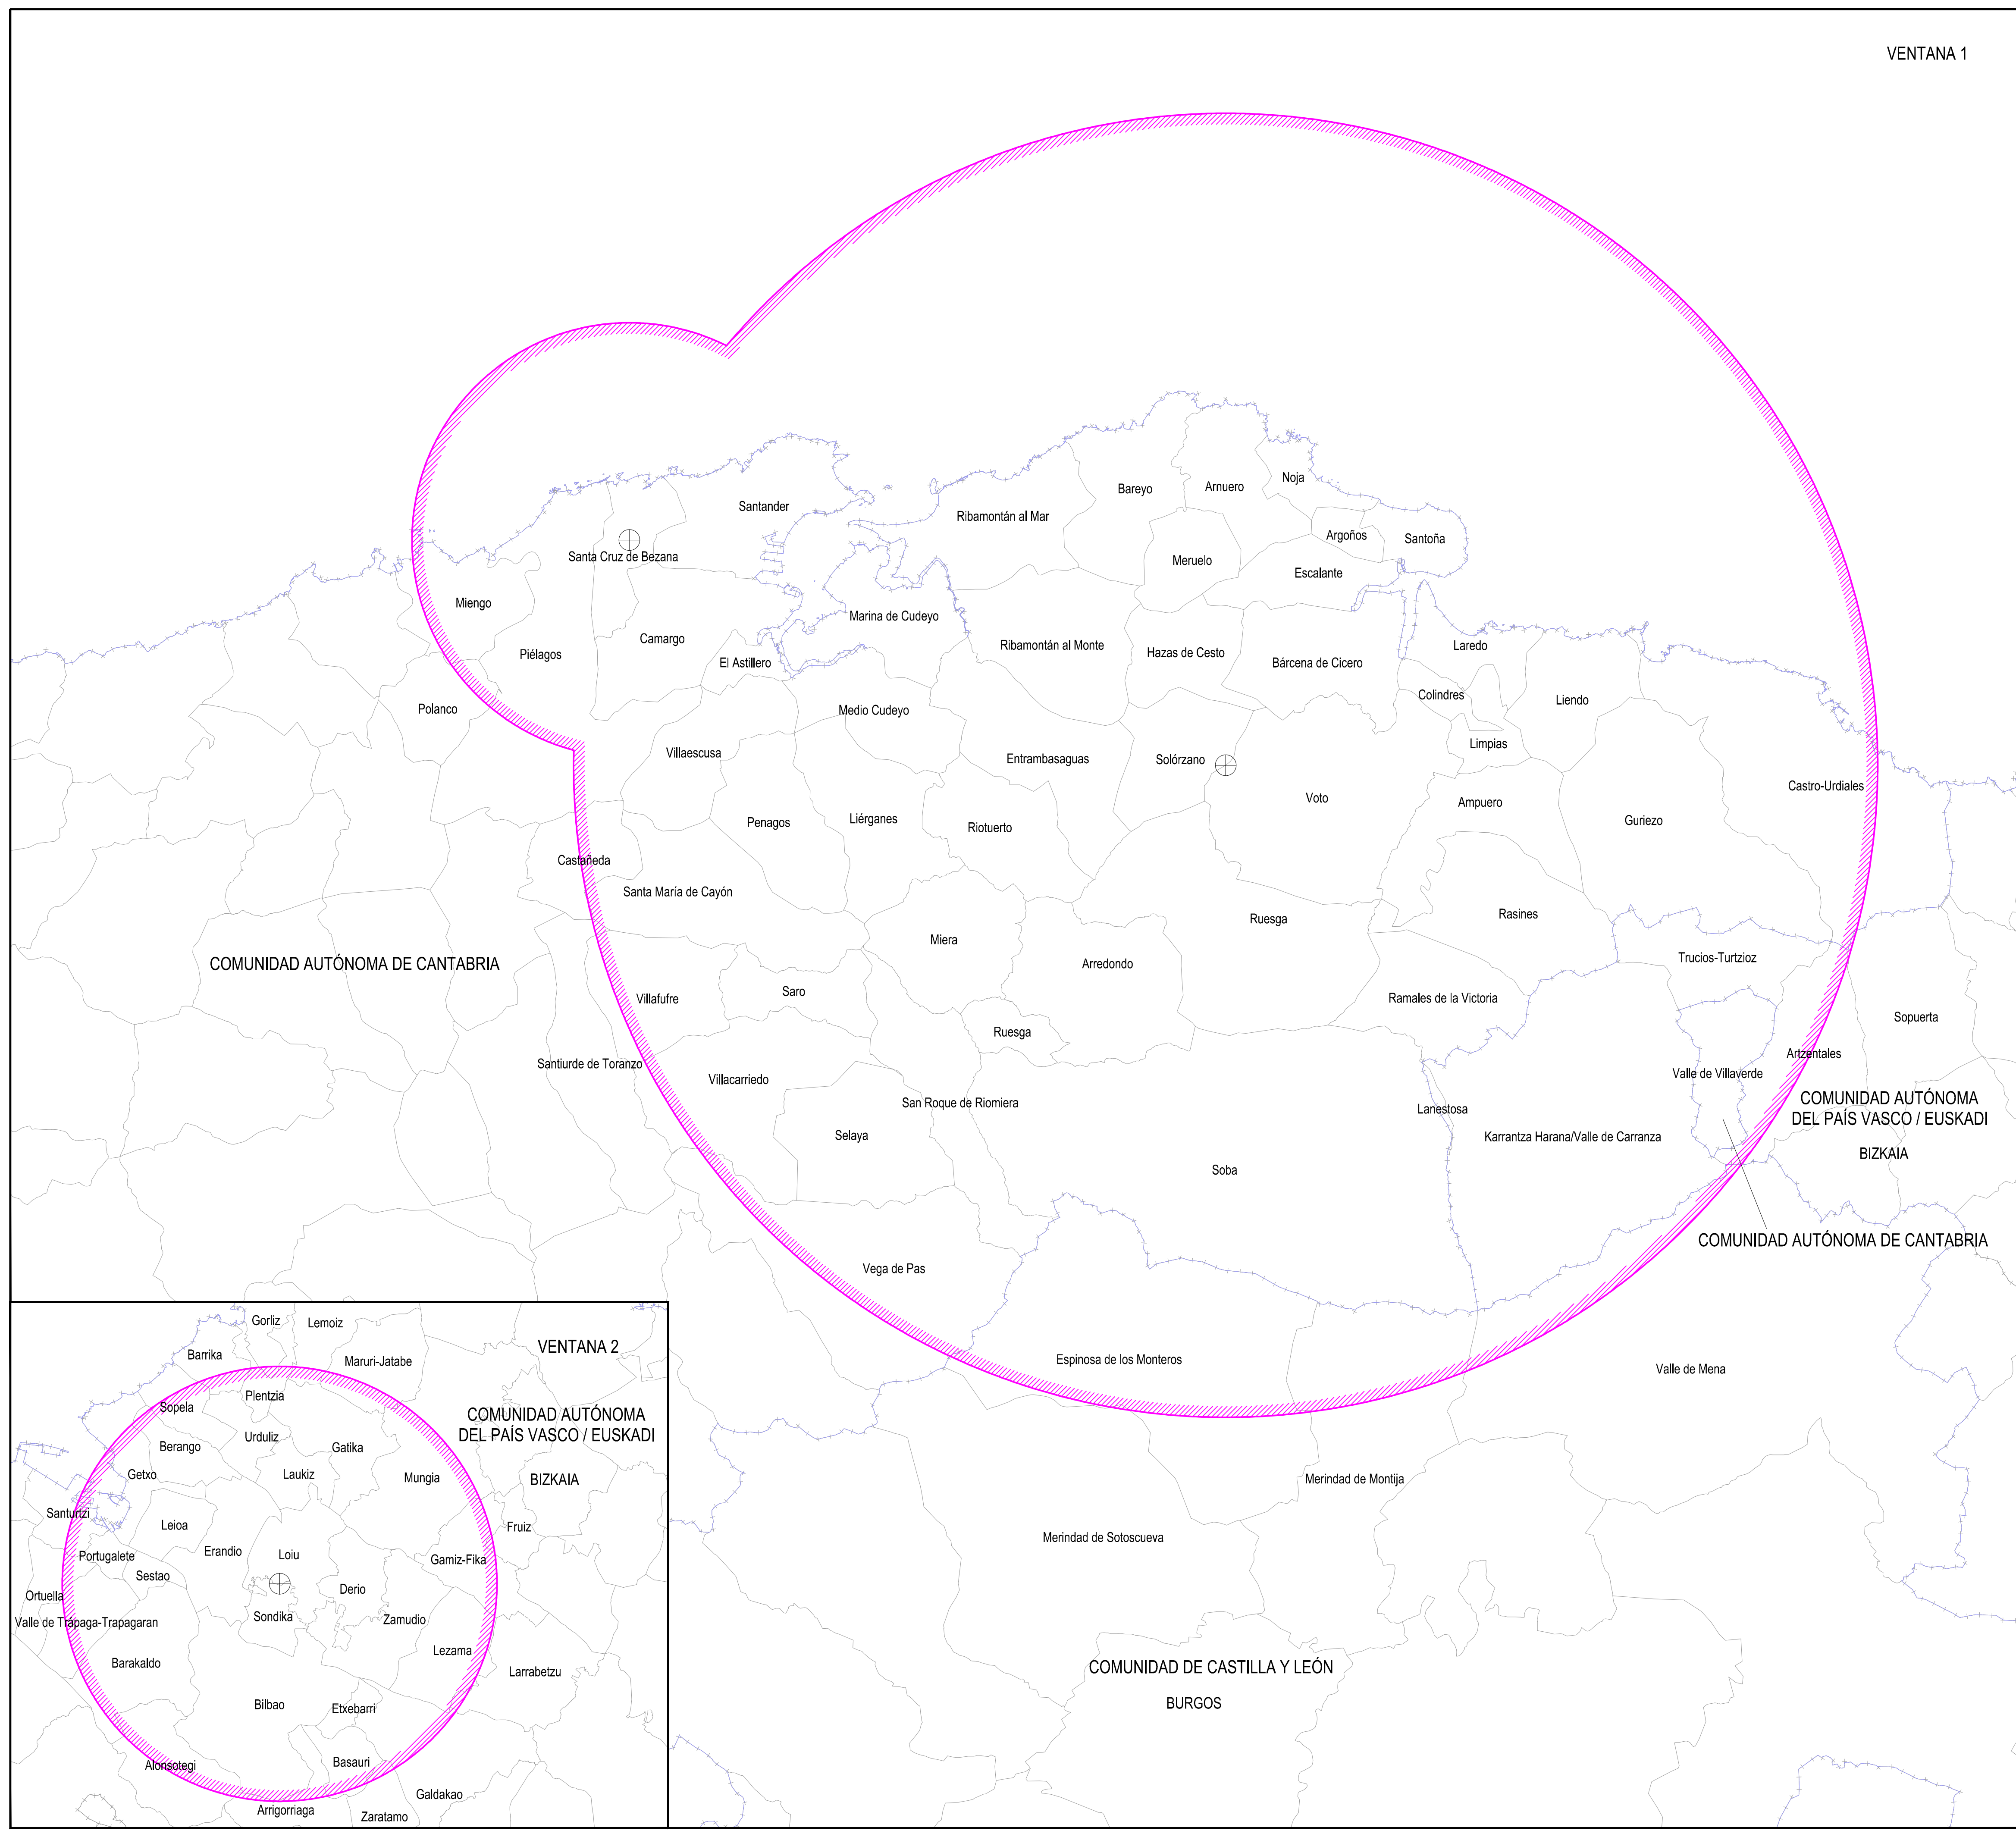 VENTANA 1
Noja
Bareyo
Arnuero
Santander
Ribamontán al Mar
Argoños
Santoña
Santa Cruz de Bezana
Meruelo
Escalante
Miengo
Marina de Cudeyo
Camargo
Ribamontán al Monte
Laredo
Piélagos
Hazas de Cesto
El Astillero
Bárcena de Cicero
Colindres
Liendo
Polanco
Medio Cudeyo
Limpias
Villaescusa
Entrambasaguas
Solórzano
Castro-Urdiales
Voto
Ampuero
Penagos
Liérganes
Riotuerto
Guriezo
Castañeda
Santa María de Cayón
Ruesga
Rasines
Miera
Trucios-Turtzioz
COMUNIDAD AUTÓNOMA DE CANTABRIA
Arredondo
Saro
Villafufre
Ramales de la Victoria
Sopuerta
Ruesga
Artzentales
Santiurde de Toranzo
Valle de Villaverde
Villacarriedo
COMUNIDAD AUTÓNOMA
DEL PAÍS VASCO / EUSKADI
San Roque de Riomiera
Lanestosa
Selaya
Karrantza Harana/Valle de Carranza
BIZKAIA
Soba
COMUNIDAD AUTÓNOMA DE CANTABRIA
Vega de Pas
Espinosa de los Monteros
Valle de Mena
Merindad de Montija
Merindad de Sotoscueva
COMUNIDAD DE CASTILLA Y LEÓN
BURGOS
VENTANA 2
Gorliz
Lemoiz
Barrika
Maruri-Jatabe
Plentzia
Sopela
COMUNIDAD AUTÓNOMA
DEL PAÍS VASCO / EUSKADI
Urduliz
Berango
Gatika
Getxo
Laukiz
Mungia
BIZKAIA
Santurtzi
Leioa
Fruiz
Erandio
Loiu
Portugalete
Gamiz-Fika
Sestao
Derio
Ortuella
Sondika
Zamudio
Valle de Trápaga-Trapagaran
Lezama
Barakaldo
Larrabetzu
Bilbao
Etxebarri
Basauri
Alonsotegi
Galdakao
Arrigorriaga
Zaratamo